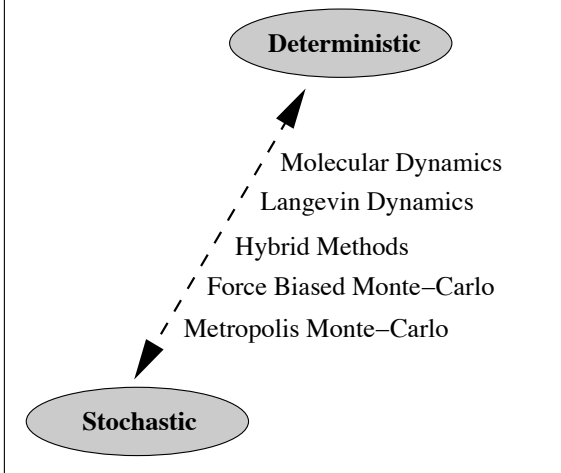 Deterministic
Molecular Dynamics
Langevin Dynamics
Hybrid Methods
Force Biased Monte−Carlo
Metropolis Monte−Carlo
Stochastic